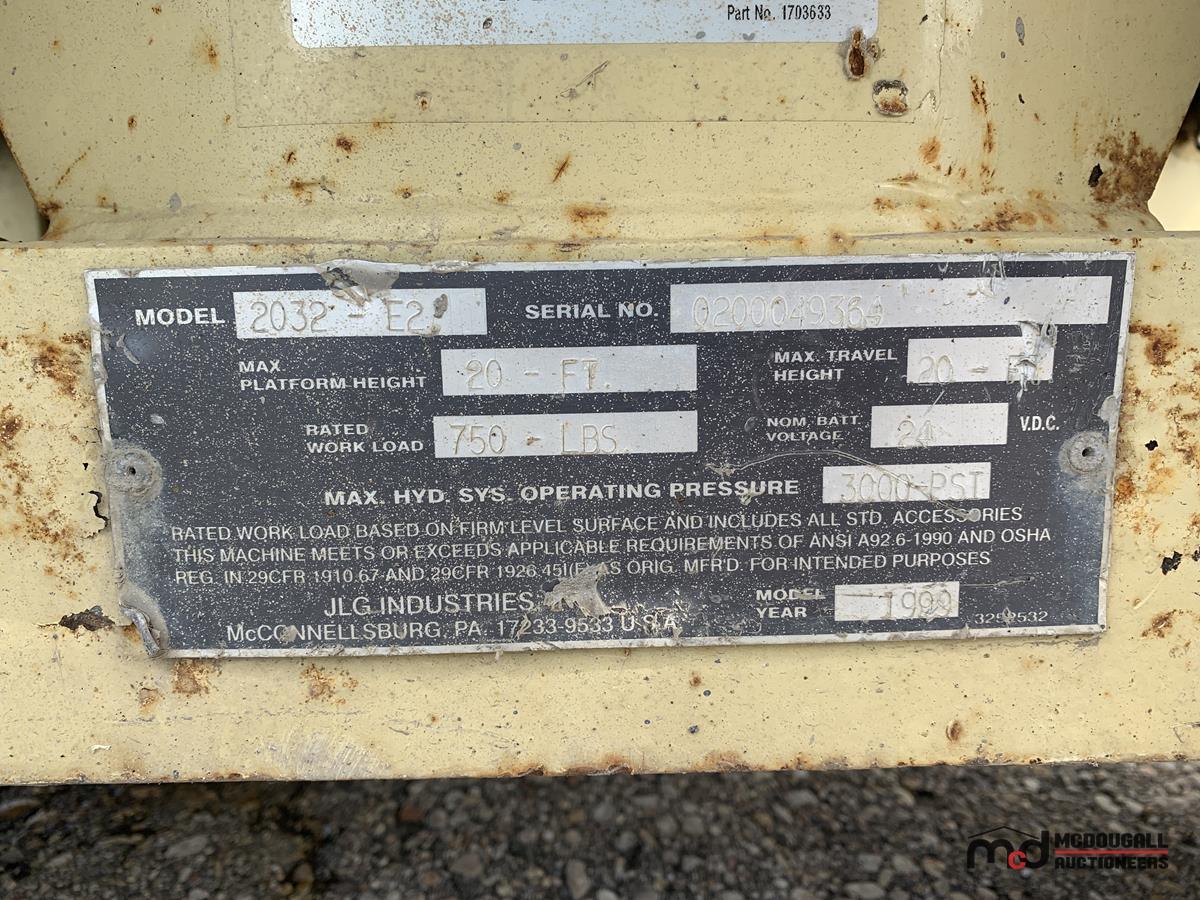 Part No. 1703633
MODEL 2032 - E2 SERIAL NO. 0200049364
MAX PLATFORM HEIGHT 20 - FT. MAX. TRAVEL HEIGHT 20 -
RATED WORK LOAD 750 - LBS. NOM. BATT. VOLTAGE 24 V.D.C.
MAX. HYD. SYS. OPERATING PRESSURE 3000-PSI
RATED WORK LOAD BASED ON FIRM LEVEL SURFACE AND INCLUDES ALL STD. ACCESSORIES
THIS MACHINE MEETS OR EXCEEDS APPLICABLE REQUIREMENTS OF ANSI A92.6-1990 AND OSHA
REG. IN 29CFR 1910.67 AND 29CFR 1926.451(F) AS ORIG. MFR'D. FOR INTENDED PURPOSES
JLG INDUSTRIES MODEL YEAR 1999
McCONNELLSBURG, PA. 17233-9533 U.S.A. 3252532
mcd MCDOUGALL
AUCTIONEERS